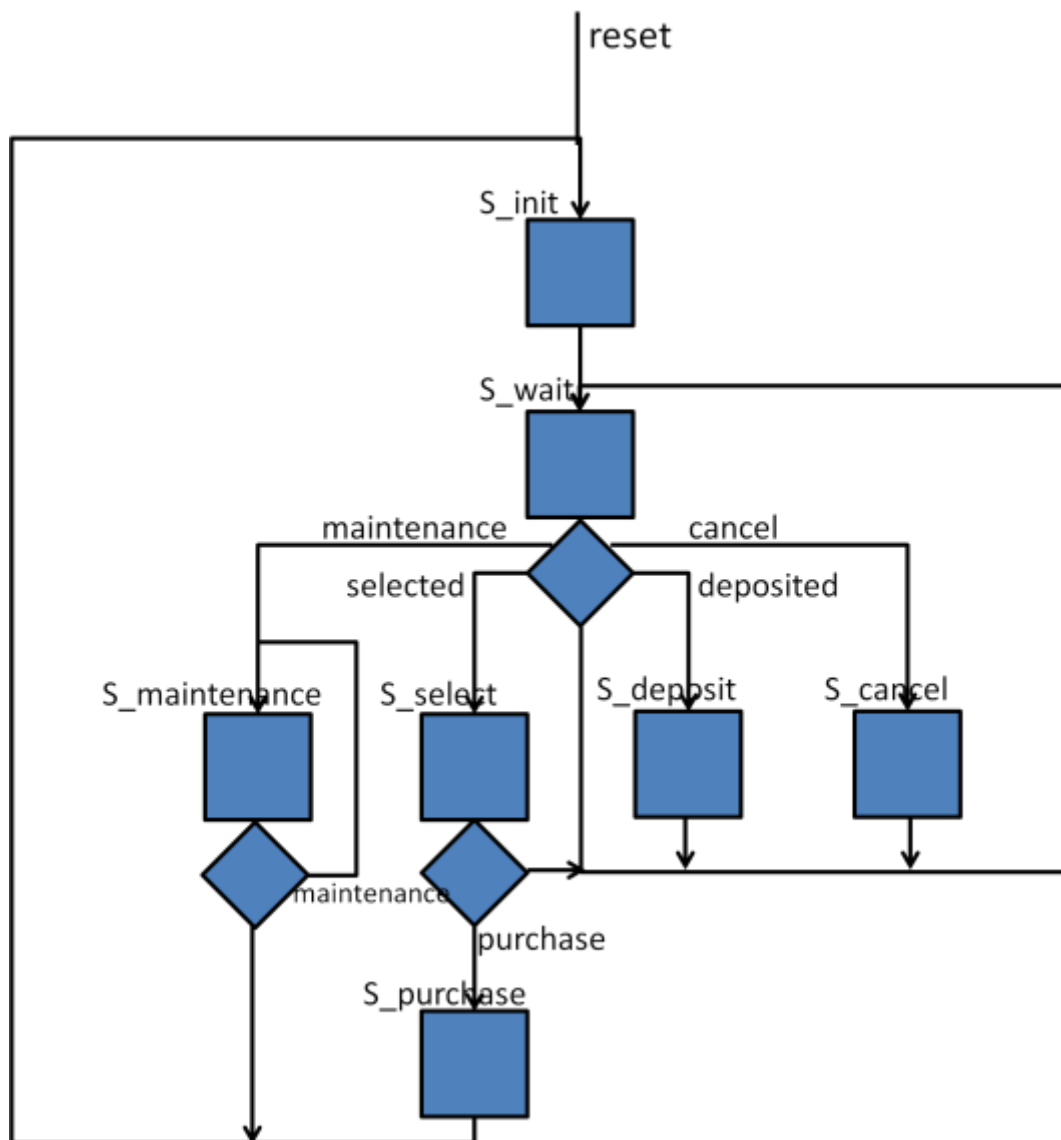 reset
S_init
S_wait
maintenance
cancel
selected
deposited
S_maintenance
S_select
S_deposit
S_cancel
maintenance
purchase
S_purchase